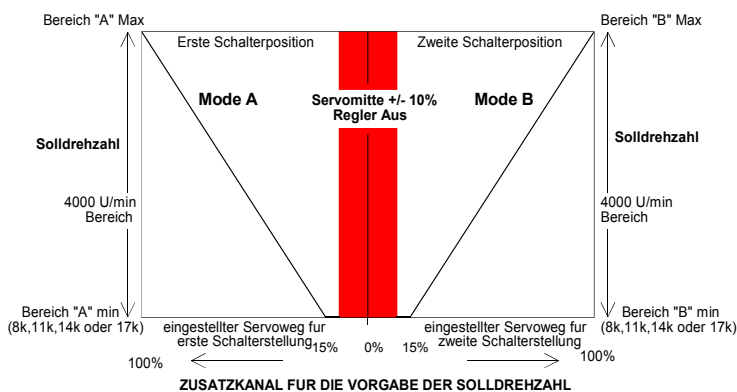 Bereich "A" Max
Bereich "B" Max
Erste Schalterposition
Zweite Schalterposition
Mode A
Servomitte +/- 10%
Regler Aus
Mode B
Solldrehzahl
Solldrehzahl
4000 U/min
Bereich
4000 U/min
Bereich
Bereich "A" min
(8k,11k,14k oder 17k)
eingestellter Servoweg fur
erste Schalterstellung
15%
0%
15%
eingestellter Servoweg fur
zweite Schalterstellung
Bereich "B" min
(8k,11k,14k oder 17k)
100%
100%
ZUSATZKANAL FUR DIE VORGABE DER SOLLDREHZAHL